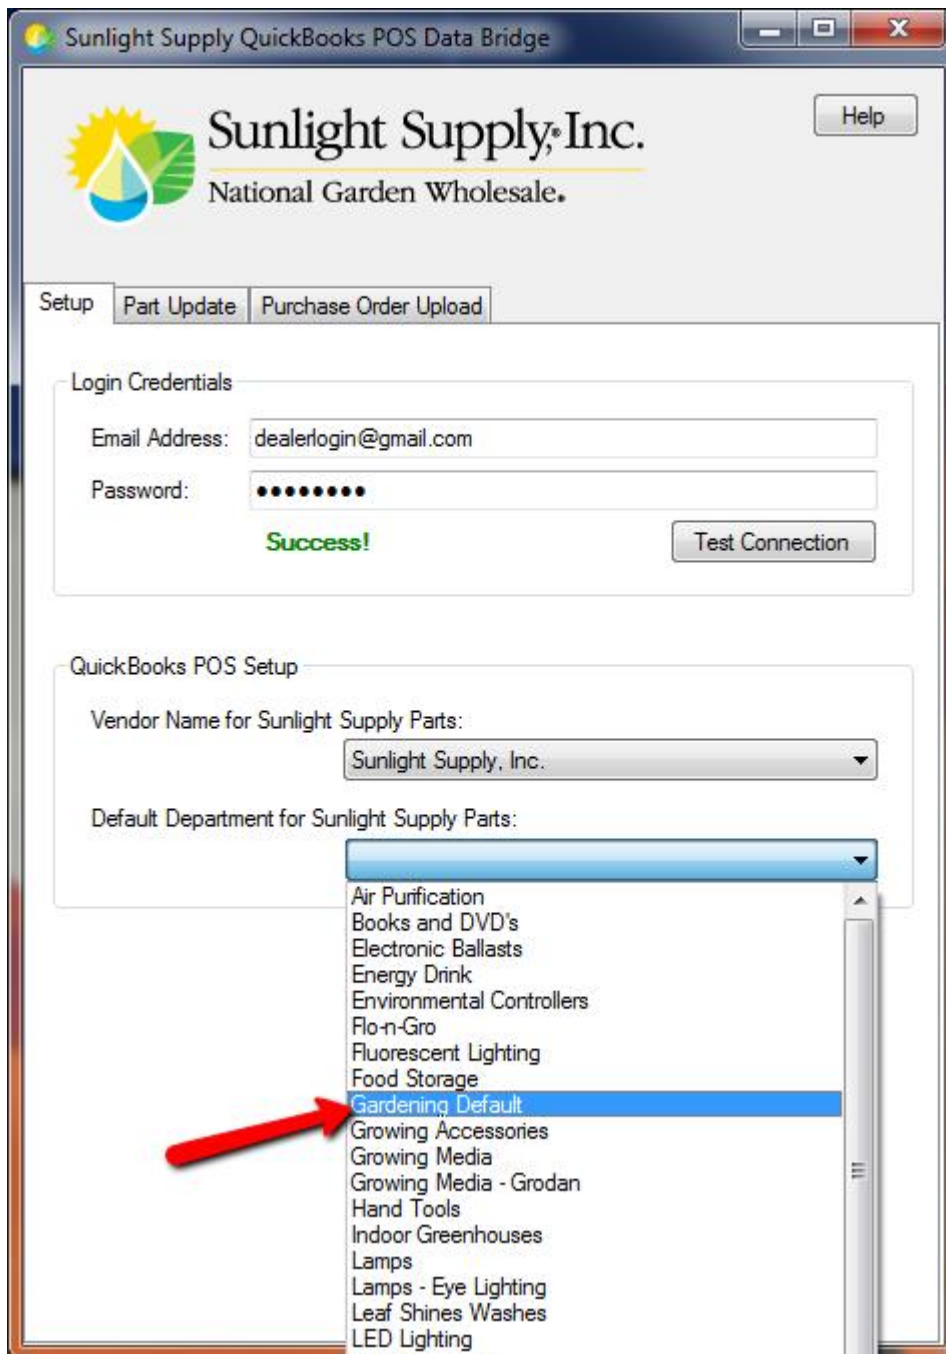 Sunlight Supply QuickBooks POS Data Bridge
Sunlight Supply,® Inc.
National Garden Wholesale®
Help
Setup
Part Update
Purchase Order Upload
Login Credentials
Email Address: dealerlogin@gmail.com
Password: ••••••••
Success!
Test Connection
QuickBooks POS Setup
Vendor Name for Sunlight Supply Parts:
Sunlight Supply, Inc.
Default Department for Sunlight Supply Parts:
Air Purification
Books and DVD's
Electronic Ballasts
Energy Drink
Environmental Controllers
Flo-n-Gro
Fluorescent Lighting
Food Storage
Gardening Default
Growing Accessories
Growing Media
Growing Media - Grodan
Hand Tools
Indoor Greenhouses
Lamps
Lamps - Eye Lighting
Leaf Shines Washes
LED Lighting